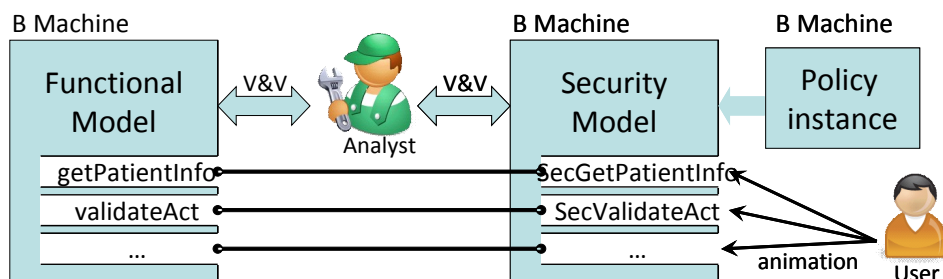 B Machine
B Machine
B Machine
Functional
Model
V&V
V&V
Security
Model
Policy
instance
Analyst
getPatientInfo
SecGetPatientInfo
validateAct
SecValidateAct
...
...
animation
User